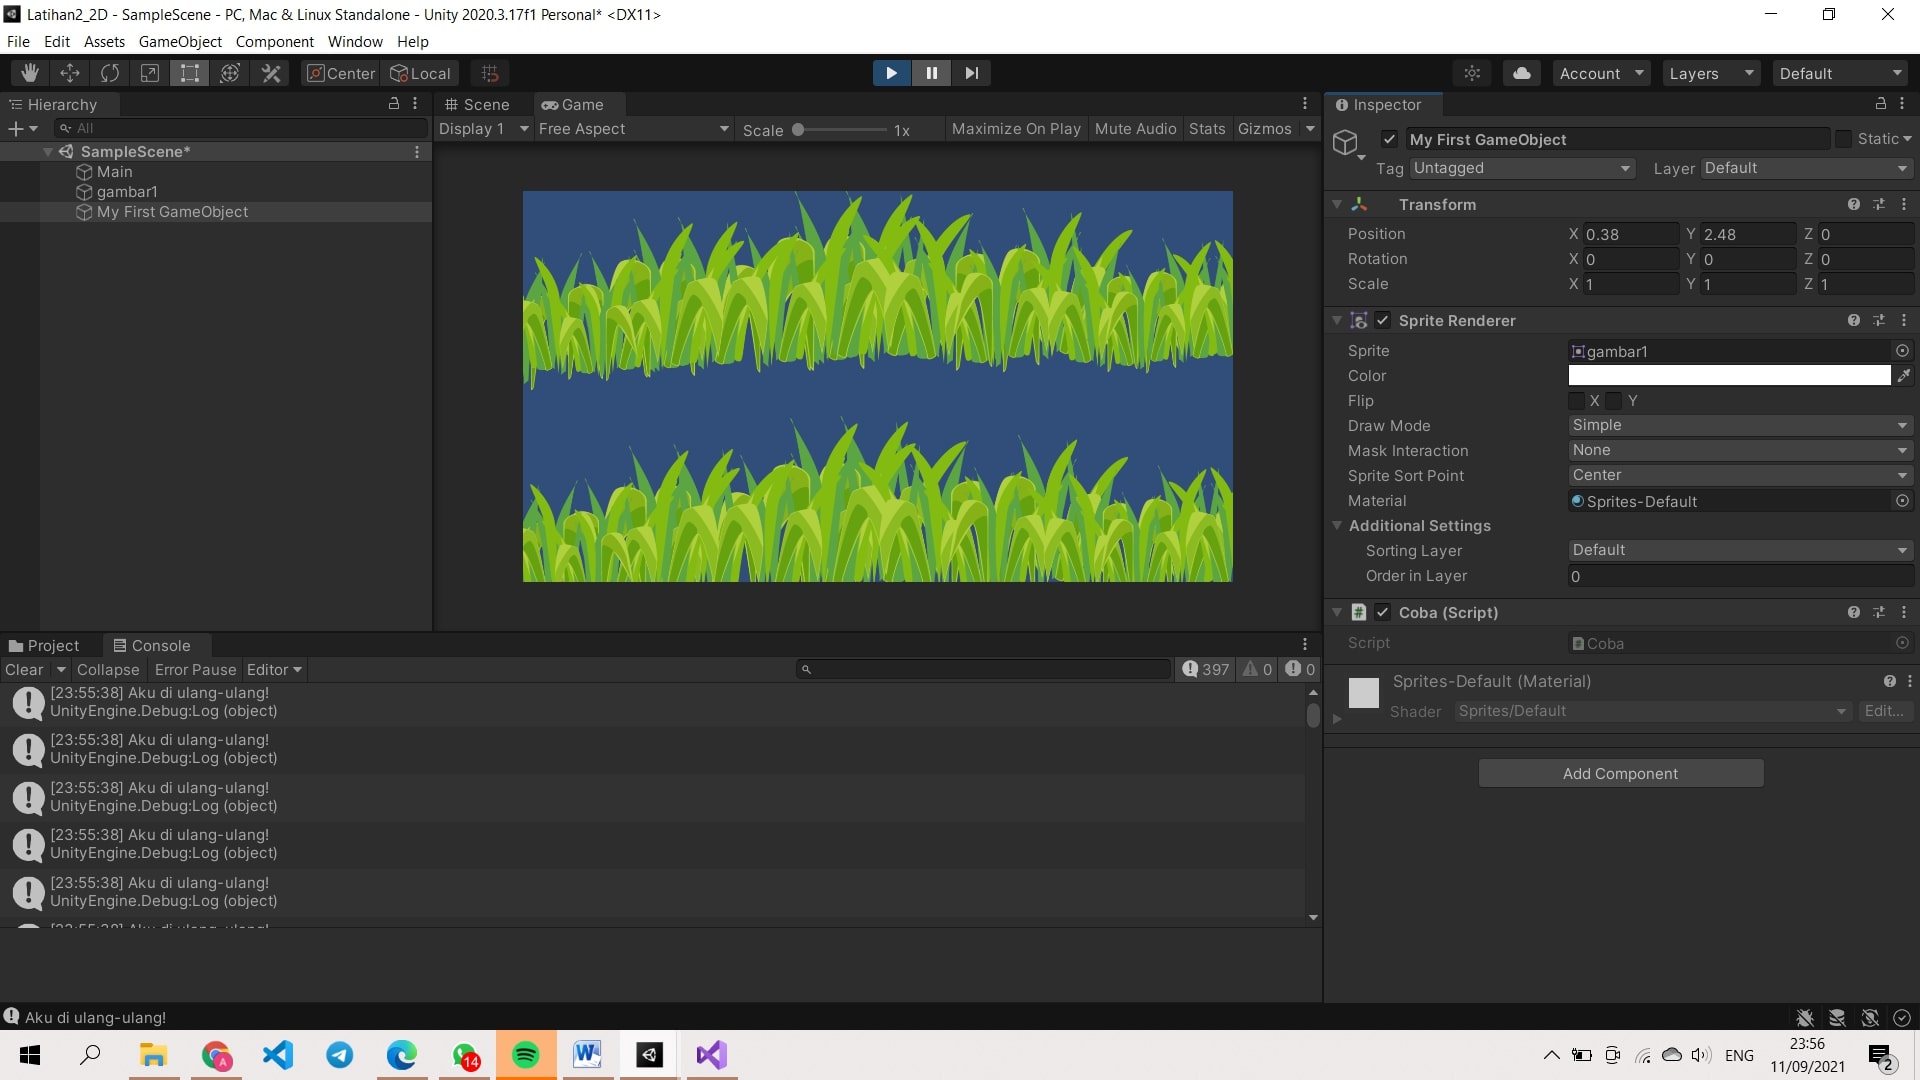 Latihan2_2D - SampleScene - PC, Mac & Linux Standalone - Unity 2020.3.17f1 Personal* <DX11>
File Edit Assets GameObject Component Window Help
Center Local Account Layers Default
Hierarchy
All
SampleScene*
Main
gambar1
My First GameObject
Scene Game
Display 1 Free Aspect Scale 1x Maximize On Play Mute Audio Stats Gizmos
Inspector
My First GameObject Static
Tag Untagged Layer Default
Transform
Position X 0.38 Y 2.48 Z 0
Rotation X 0 Y 0 Z 0
Scale X 1 Y 1 Z 1
Sprite Renderer
Sprite gambar1
Color
Flip X Y
Draw Mode Simple
Mask Interaction None
Sprite Sort Point Center
Material Sprites-Default
Additional Settings
Sorting Layer Default
Order in Layer 0
Coba (Script)
Script Coba
Sprites-Default (Material)
Shader Sprites/Default Edit...
Add Component
Project Console
Clear Collapse Error Pause Editor 397 0 0
[23:55:38] Aku di ulang-ulang!
UnityEngine.Debug:Log (object)
[23:55:38] Aku di ulang-ulang!
UnityEngine.Debug:Log (object)
[23:55:38] Aku di ulang-ulang!
UnityEngine.Debug:Log (object)
[23:55:38] Aku di ulang-ulang!
UnityEngine.Debug:Log (object)
[23:55:38] Aku di ulang-ulang!
UnityEngine.Debug:Log (object)
[23:55:38] Aku di ulang-ulang!
Aku di ulang-ulang!
A 14 ENG 23:56
11/09/2021 2